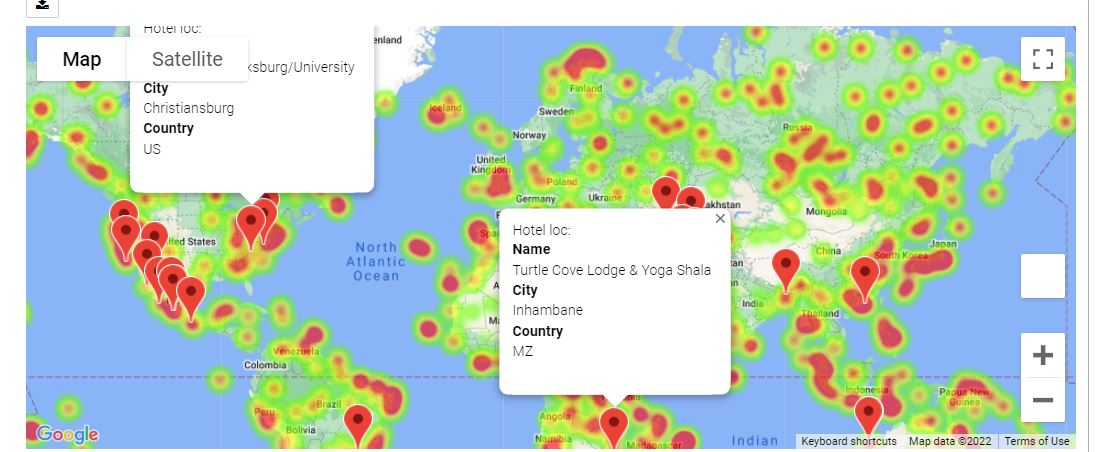 Hotel loc:
ksburg/University
City
Christiansburg
Country
US
Map
Satellite
Hotel loc:
Name
Turtle Cove Lodge & Yoga Shala
City
Inhambane
Country
MZ
enland
Iceland
Finland
Sweden
Norway
Russia
United
Kingdom
Poland
Germany
Ukraine
akhstan
Mongolia
ited States
North
Atlantic
Ocean
Spai
China
Japan
South Korea
India
Thailand
Venezuela
Colombia
Peru
Brazil
Bolivia
Indonesia
Papua New
Guinea
Angola
Namibia
Madagascar
Indian
Google
Keyboard shortcuts
Map data ©2022
Terms of Use